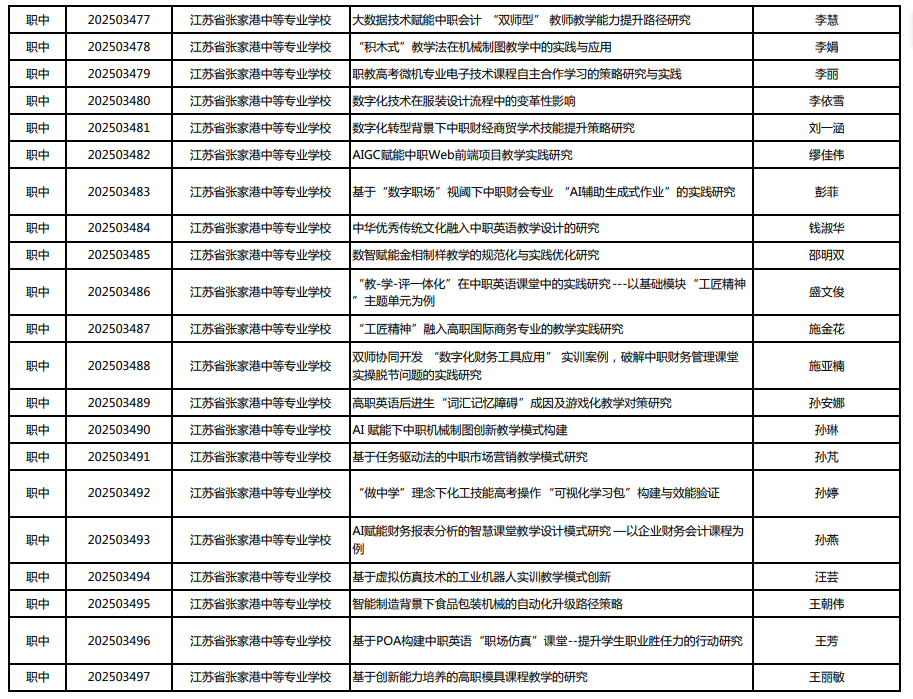 职中 202503477 江苏省张家港中等专业学校 大数据技术赋能中职会计 “双师型” 教师教学能力提升路径研究 李慧
职中 202503478 江苏省张家港中等专业学校 “积木式”教学法在机械制图教学中的实践与应用 李娟
职中 202503479 江苏省张家港中等专业学校 职教高考微机专业电子技术课程自主合作学习的策略研究与实践 李丽
职中 202503480 江苏省张家港中等专业学校 数字化技术在服装设计流程中的变革性影响 李依雪
职中 202503481 江苏省张家港中等专业学校 数字化转型背景下中职财经商贸学术技能提升策略研究 刘一涵
职中 202503482 江苏省张家港中等专业学校 AIGC赋能中职Web前端项目教学实践研究 缪佳伟
职中 202503483 江苏省张家港中等专业学校 基于“数字职场”视阈下中职财会专业 “AI辅助生成式作业”的实践研究 彭菲
职中 202503484 江苏省张家港中等专业学校 中华优秀传统文化融入中职英语教学设计的研究 钱淑华
职中 202503485 江苏省张家港中等专业学校 数智赋能金相制样教学的规范化与实践优化研究 邵明双
职中 202503486 江苏省张家港中等专业学校 “教-学-评一体化”在中职英语课堂中的实践研究---以基础模块“工匠精神
”主题单元为例 盛文俊
职中 202503487 江苏省张家港中等专业学校 “工匠精神”融入高职国际商务专业的教学实践研究 施金花
职中 202503488 江苏省张家港中等专业学校 双师协同开发 “数字化财务工具应用” 实训案例，破解中职财务管理课堂
实操脱节问题的实践研究 施亚楠
职中 202503489 江苏省张家港中等专业学校 高职英语后进生“词汇记忆障碍”成因及游戏化教学对策研究 孙安娜
职中 202503490 江苏省张家港中等专业学校 AI 赋能下中职机械制图创新教学模式构建 孙琳
职中 202503491 江苏省张家港中等专业学校 基于任务驱动法的中职市场营销教学模式研究 孙芃
职中 202503492 江苏省张家港中等专业学校 “做中学”理念下化工技能高考操作“可视化学习包”构建与效能验证 孙婷
职中 202503493 江苏省张家港中等专业学校 AI赋能财务报表分析的智慧课堂教学设计模式研究 —以企业财务会计课程为
例 孙燕
职中 202503494 江苏省张家港中等专业学校 基于虚拟仿真技术的工业机器人实训教学模式创新 汪芸
职中 202503495 江苏省张家港中等专业学校 智能制造背景下食品包装机械的自动化升级路径策略 王朝伟
职中 202503496 江苏省张家港中等专业学校 基于POA构建中职英语“职场仿真”课堂--提升学生职业胜任力的行动研究 王芳
职中 202503497 江苏省张家港中等专业学校 基于创新能力培养的高职模具课程教学的研究 王丽敏